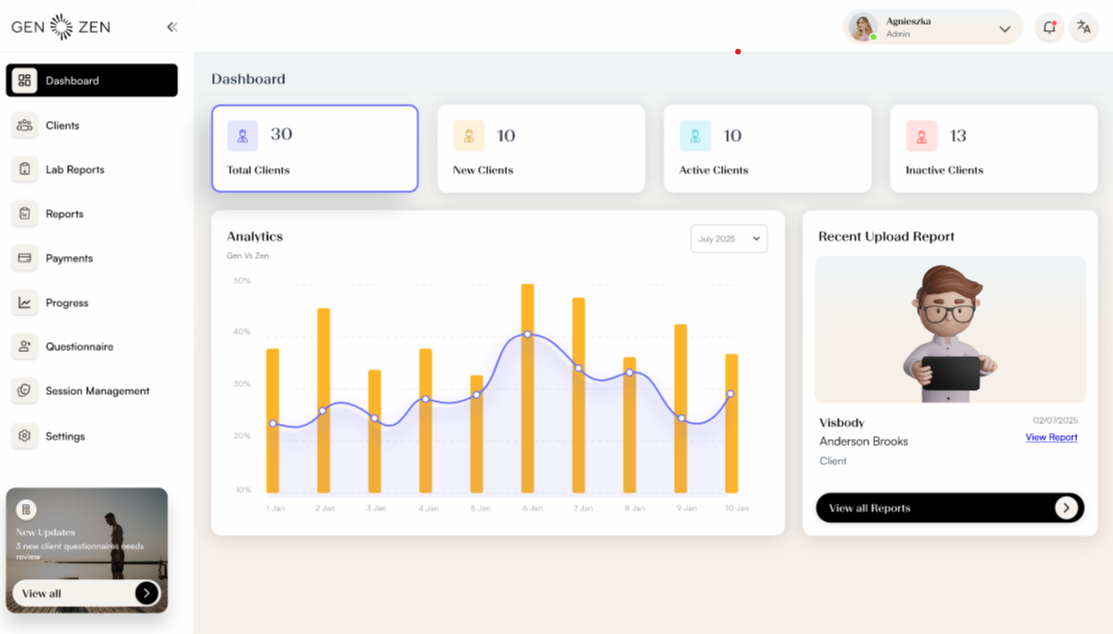 GEN ZEN
Agnieszka
Admin
Dashboard
Clients
Lab Reports
Reports
Payments
Progress
Questionnaire
Session Management
Settings
New Updates
3 new client questionnaires needs
review
View all
Dashboard
30
Total Clients
10
New Clients
10
Active Clients
13
Inactive Clients
Analytics
Gen Vs Zen
July 2025
50%
40%
30%
20%
10%
1 Jan 2 Jan 3 Jan 4 Jan 5 Jan 6 Jan 7 Jan 8 Jan 9 Jan 10 Jan
Recent Upload Report
Visbody
02/07/2025
Anderson Brooks
View Report
Client
View all Reports